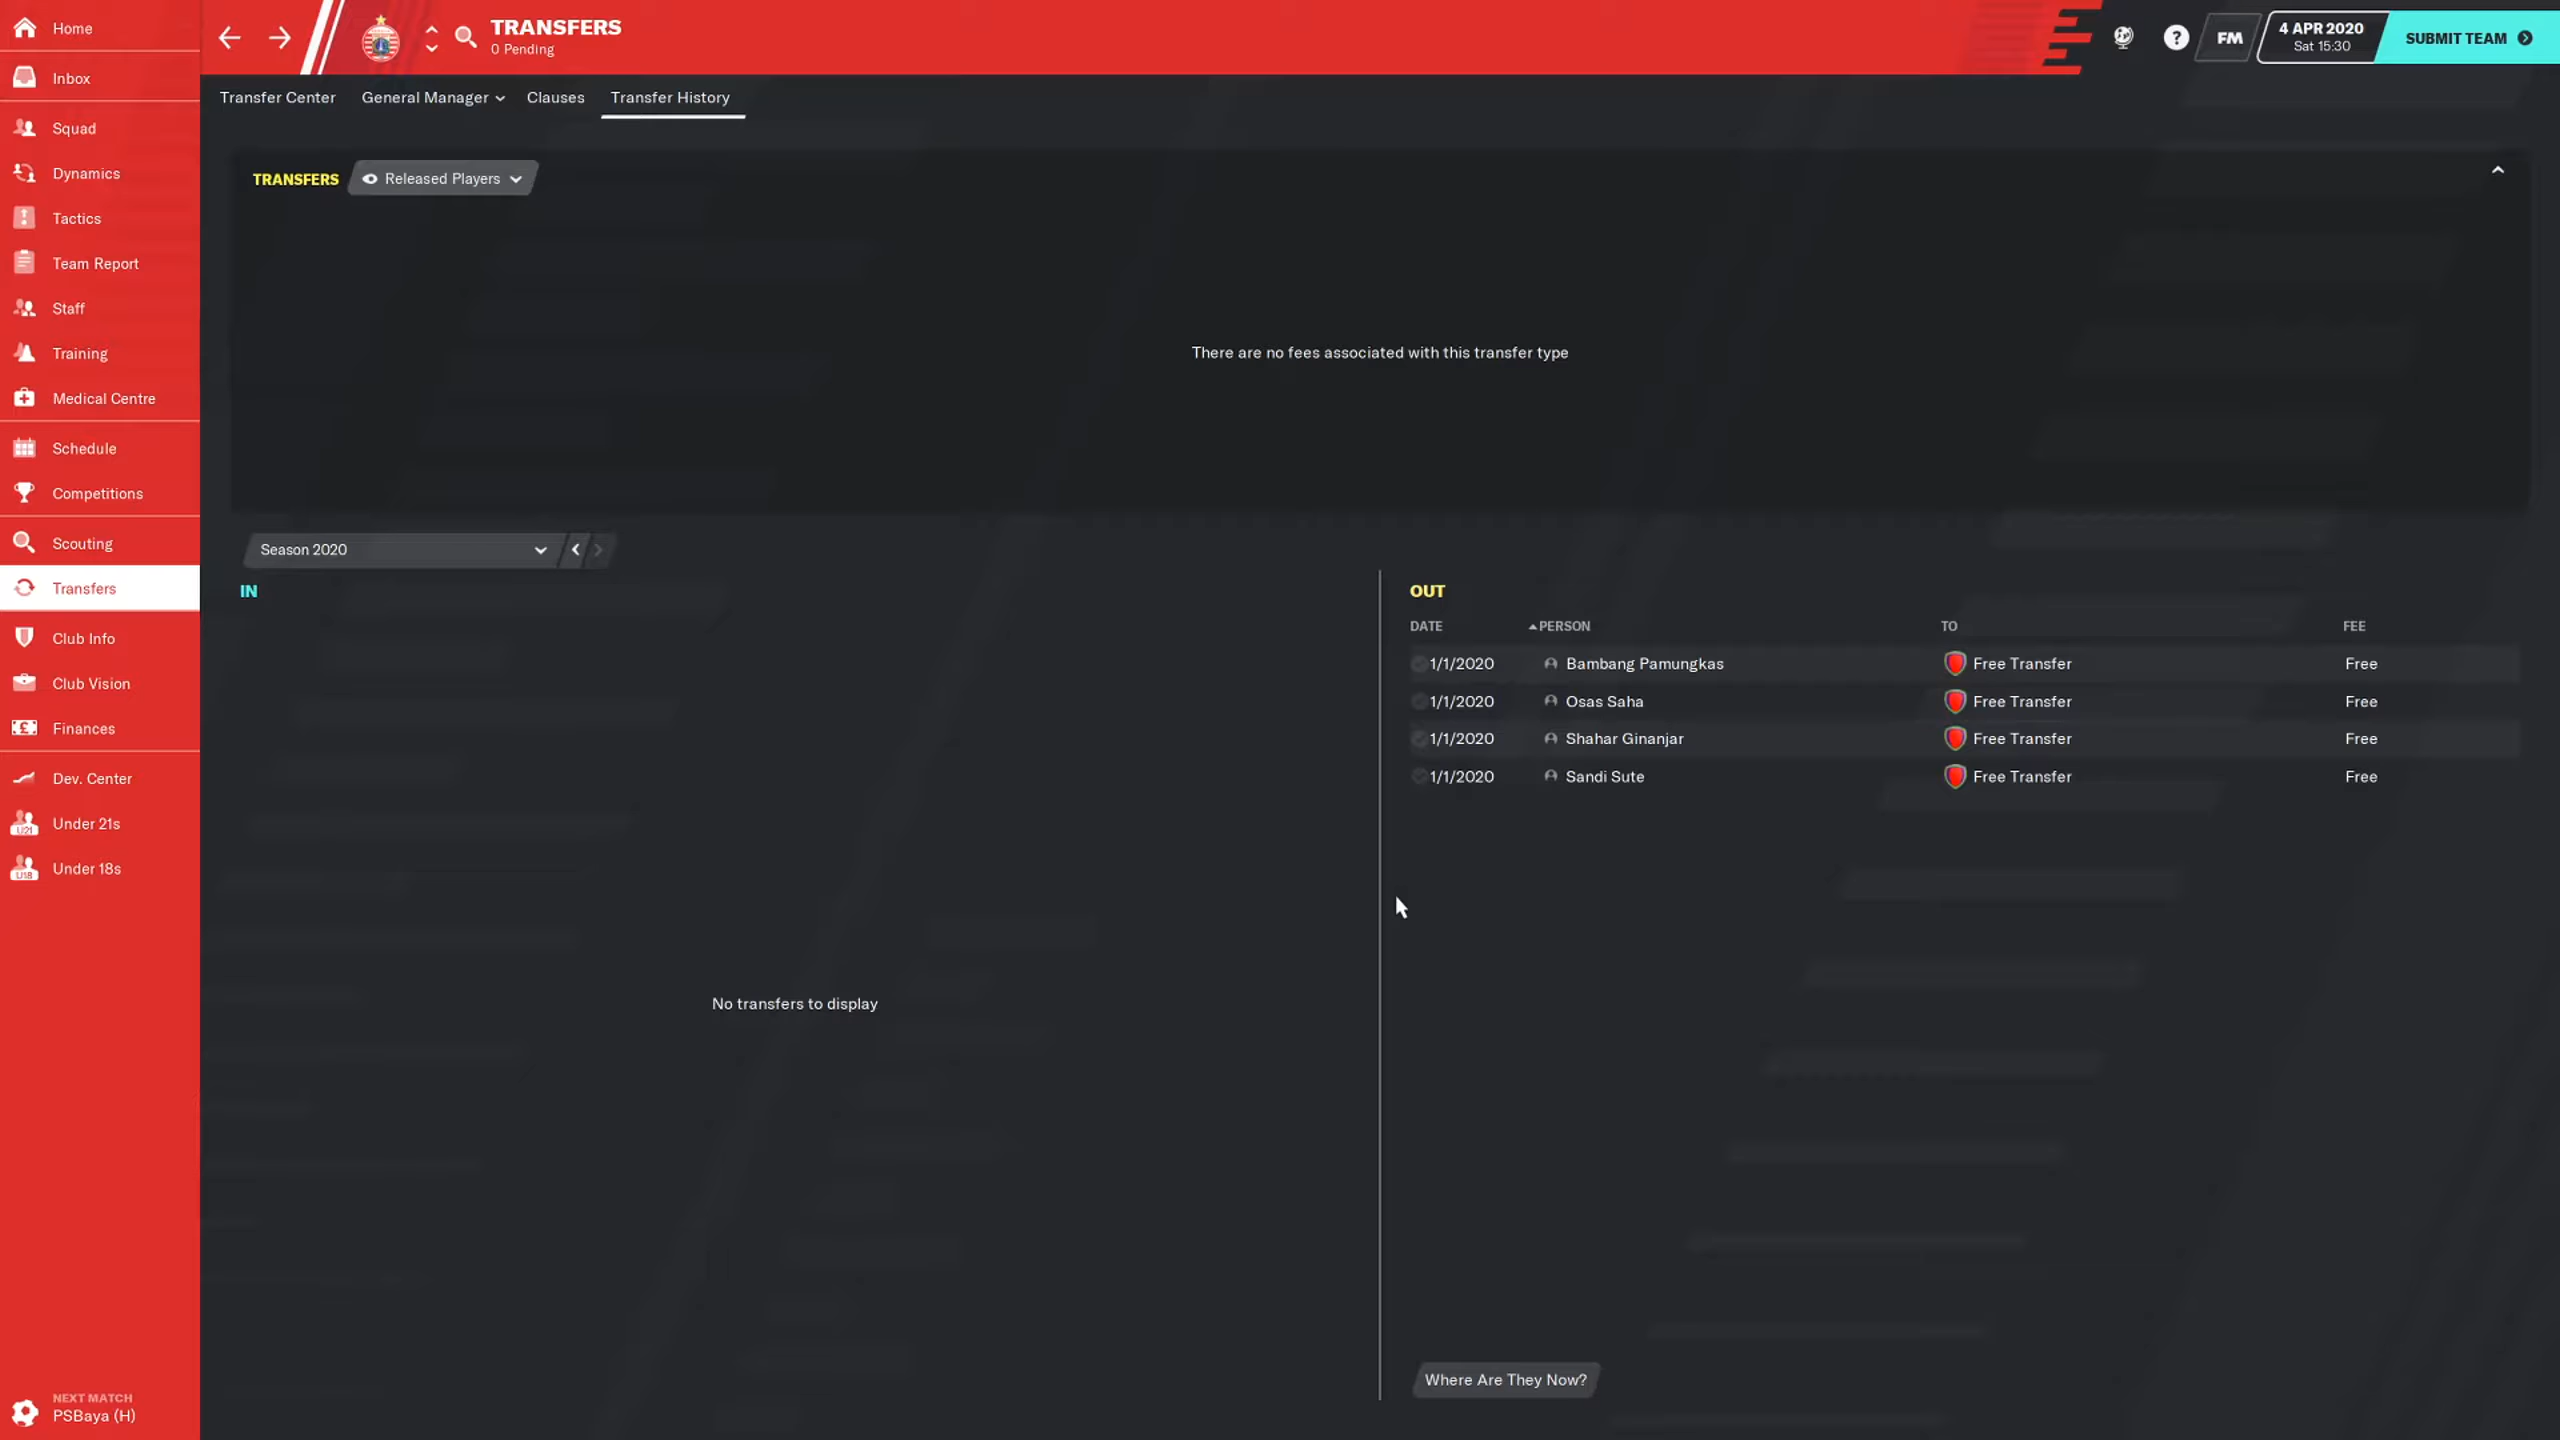 Home
Inbox
Squad
Dynamics
Tactics
Team Report
Staff
Training
Medical Centre
Schedule
Competitions
Scouting
Transfers
Club Info
Club Vision
Finances
Dev. Center
Under 21s
Under 18s
NEXT MATCH
PSBaya (H)
TRANSFERS
0 Pending
FM
4 APR 2020
Sat 15:30
SUBMIT TEAM
Transfer Center General Manager Clauses Transfer History
TRANSFERS Released Players
There are no fees associated with this transfer type
Season 2020
IN
No transfers to display
OUT
DATE PERSON TO FEE
1/1/2020 Bambang Pamungkas Free Transfer Free
1/1/2020 Osas Saha Free Transfer Free
1/1/2020 Shahar Ginanjar Free Transfer Free
1/1/2020 Sandi Sute Free Transfer Free
Where Are They Now?